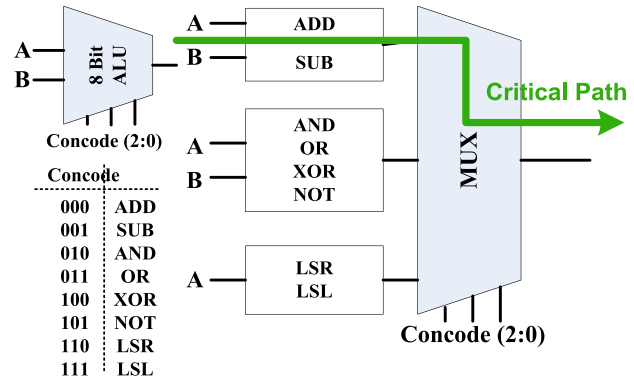 A
B
8 Bit
ALU
Concode (2:0)
Concode
000 ADD
001 SUB
010 AND
011 OR
100 XOR
101 NOT
110 LSR
111 LSL
A
B
ADD
SUB
A
B
AND
OR
XOR
NOT
A
LSR
LSL
MUX
Critical Path
Concode (2:0)